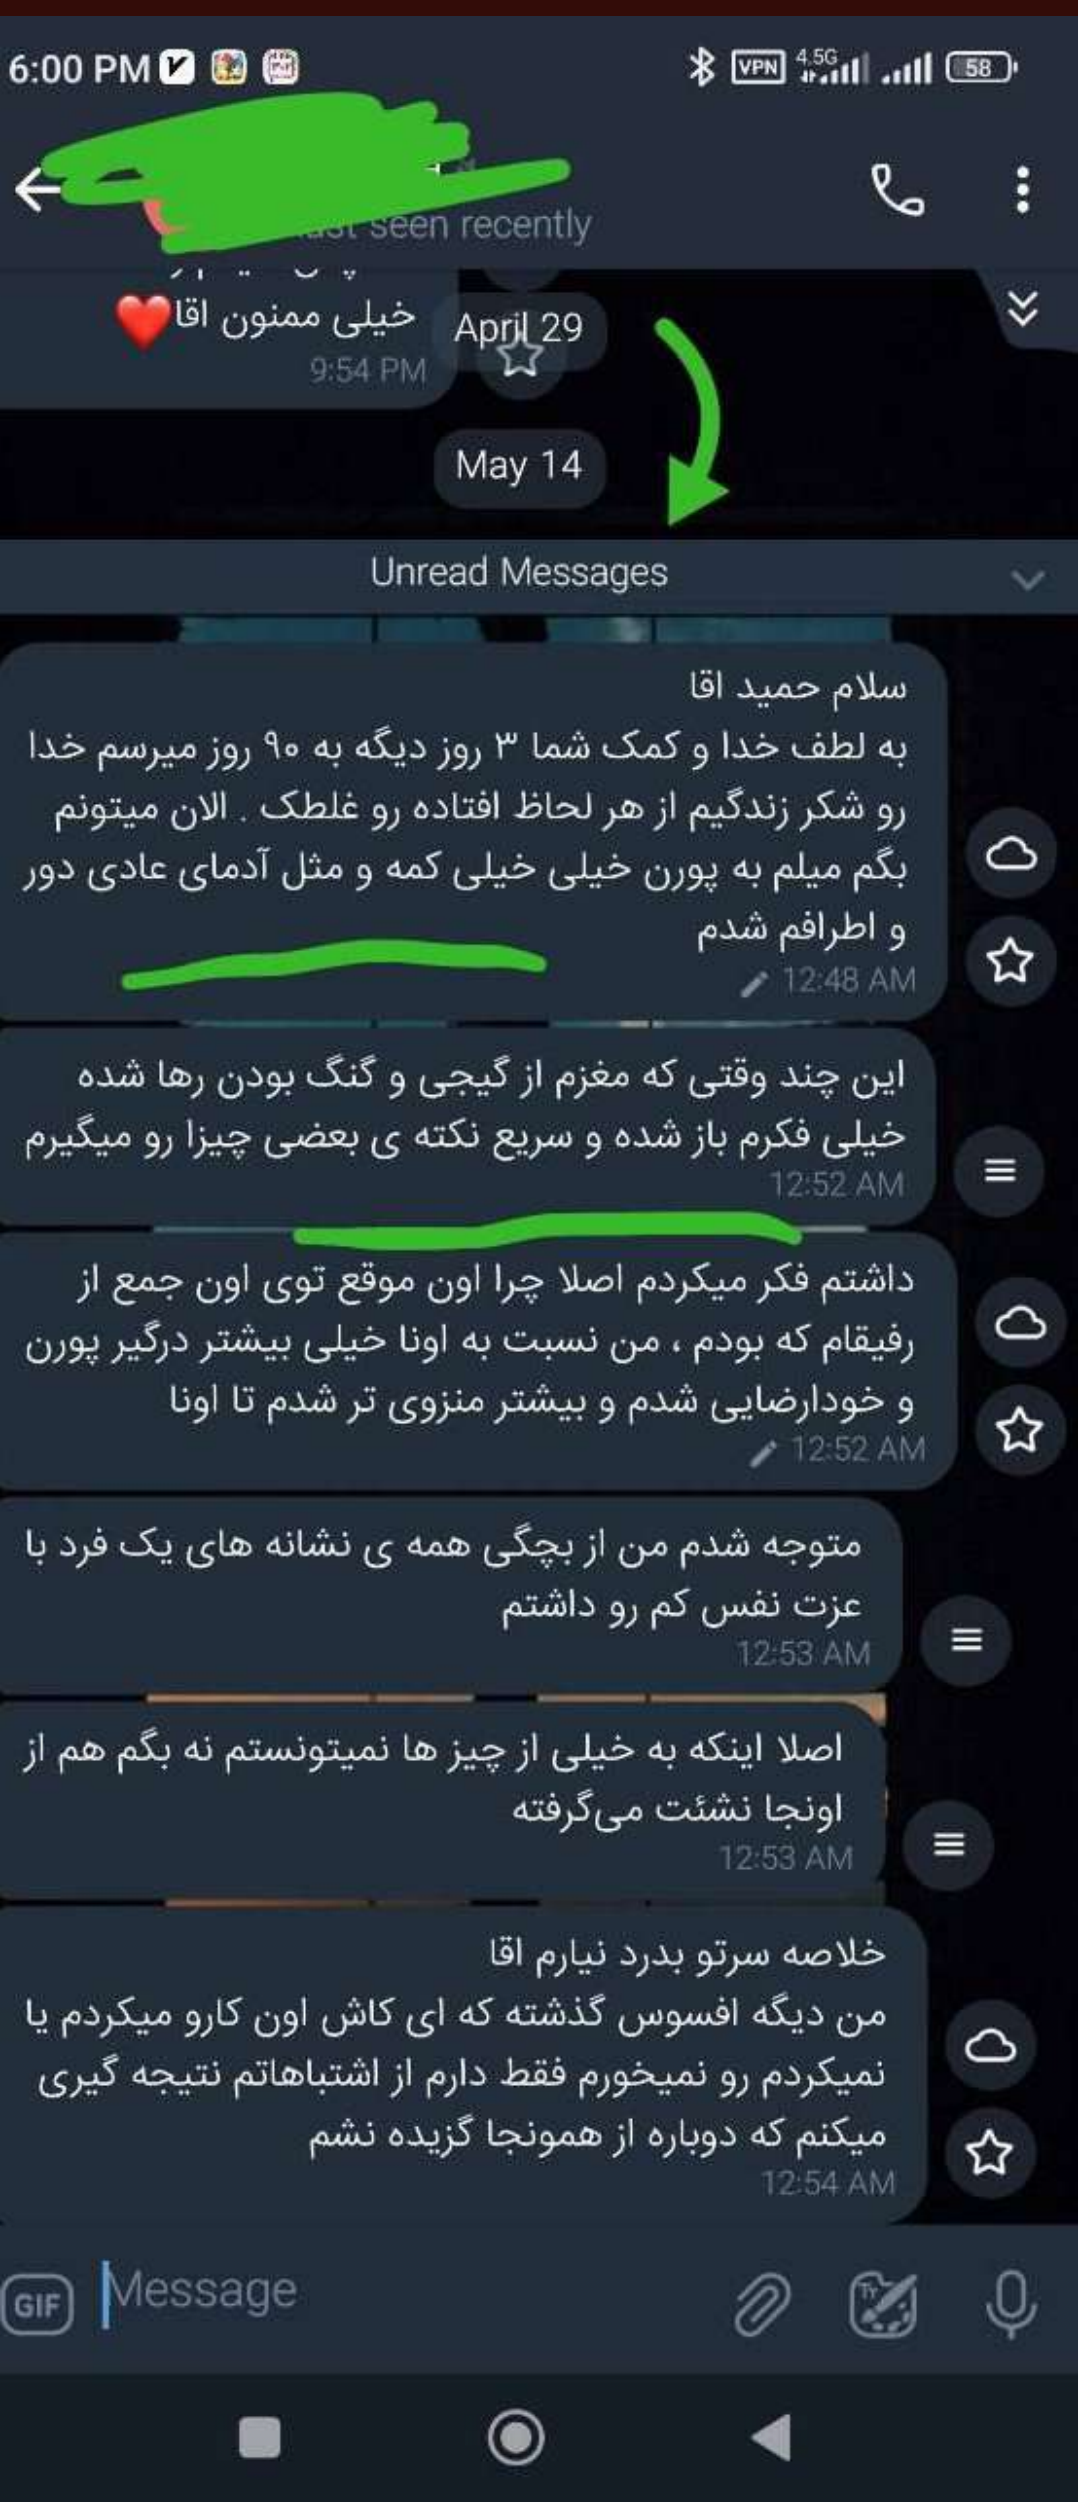 6:00 PM
VPN 4.5G 58
last seen recently
خیلی ممنون اقا❤️
9:54 PM
April 29
May 14
Unread Messages
سلام حمید اقا
به لطف خدا و کمک شما ۳ روز دیگه به ۹۰ روز میرسم خدا
رو شکر زندگیم از هر لحاظ افتاده رو غلطک . الان میتونم
بگم میلم به پورن خیلی خیلی کمه و مثل آدمای عادی دور
و اطرافم شدم
12:48 AM
این چند وقتی که مغزم از گیجی و گنگ بودن رها شده
خیلی فکرم باز شده و سریع نکته ی بعضی چیزا رو میگیرم
12:52 AM
داشتم فکر میکردم اصلا چرا اون موقع توی اون جمع از
رفیقام که بودم ، من نسبت به اونا خیلی بیشتر درگیر پورن
و خودارضایی شدم و بیشتر منزوی تر شدم تا اونا
12:52 AM
متوجه شدم من از بچگی همه ی نشانه های یک فرد با
عزت نفس کم رو داشتم
12:53 AM
اصلا اینکه به خیلی از چیز ها نمیتونستم نه بگم هم از
اونجا نشئت می‌گرفته
12:53 AM
خلاصه سرتو بدرد نیارم اقا
من دیگه افسوس گذشته که ای کاش اون کارو میکردم یا
نمیکردم رو نمیخورم فقط دارم از اشتباهاتم نتیجه گیری
میکنم که دوباره از همونجا گزیده نشم
12:54 AM
GIF Message